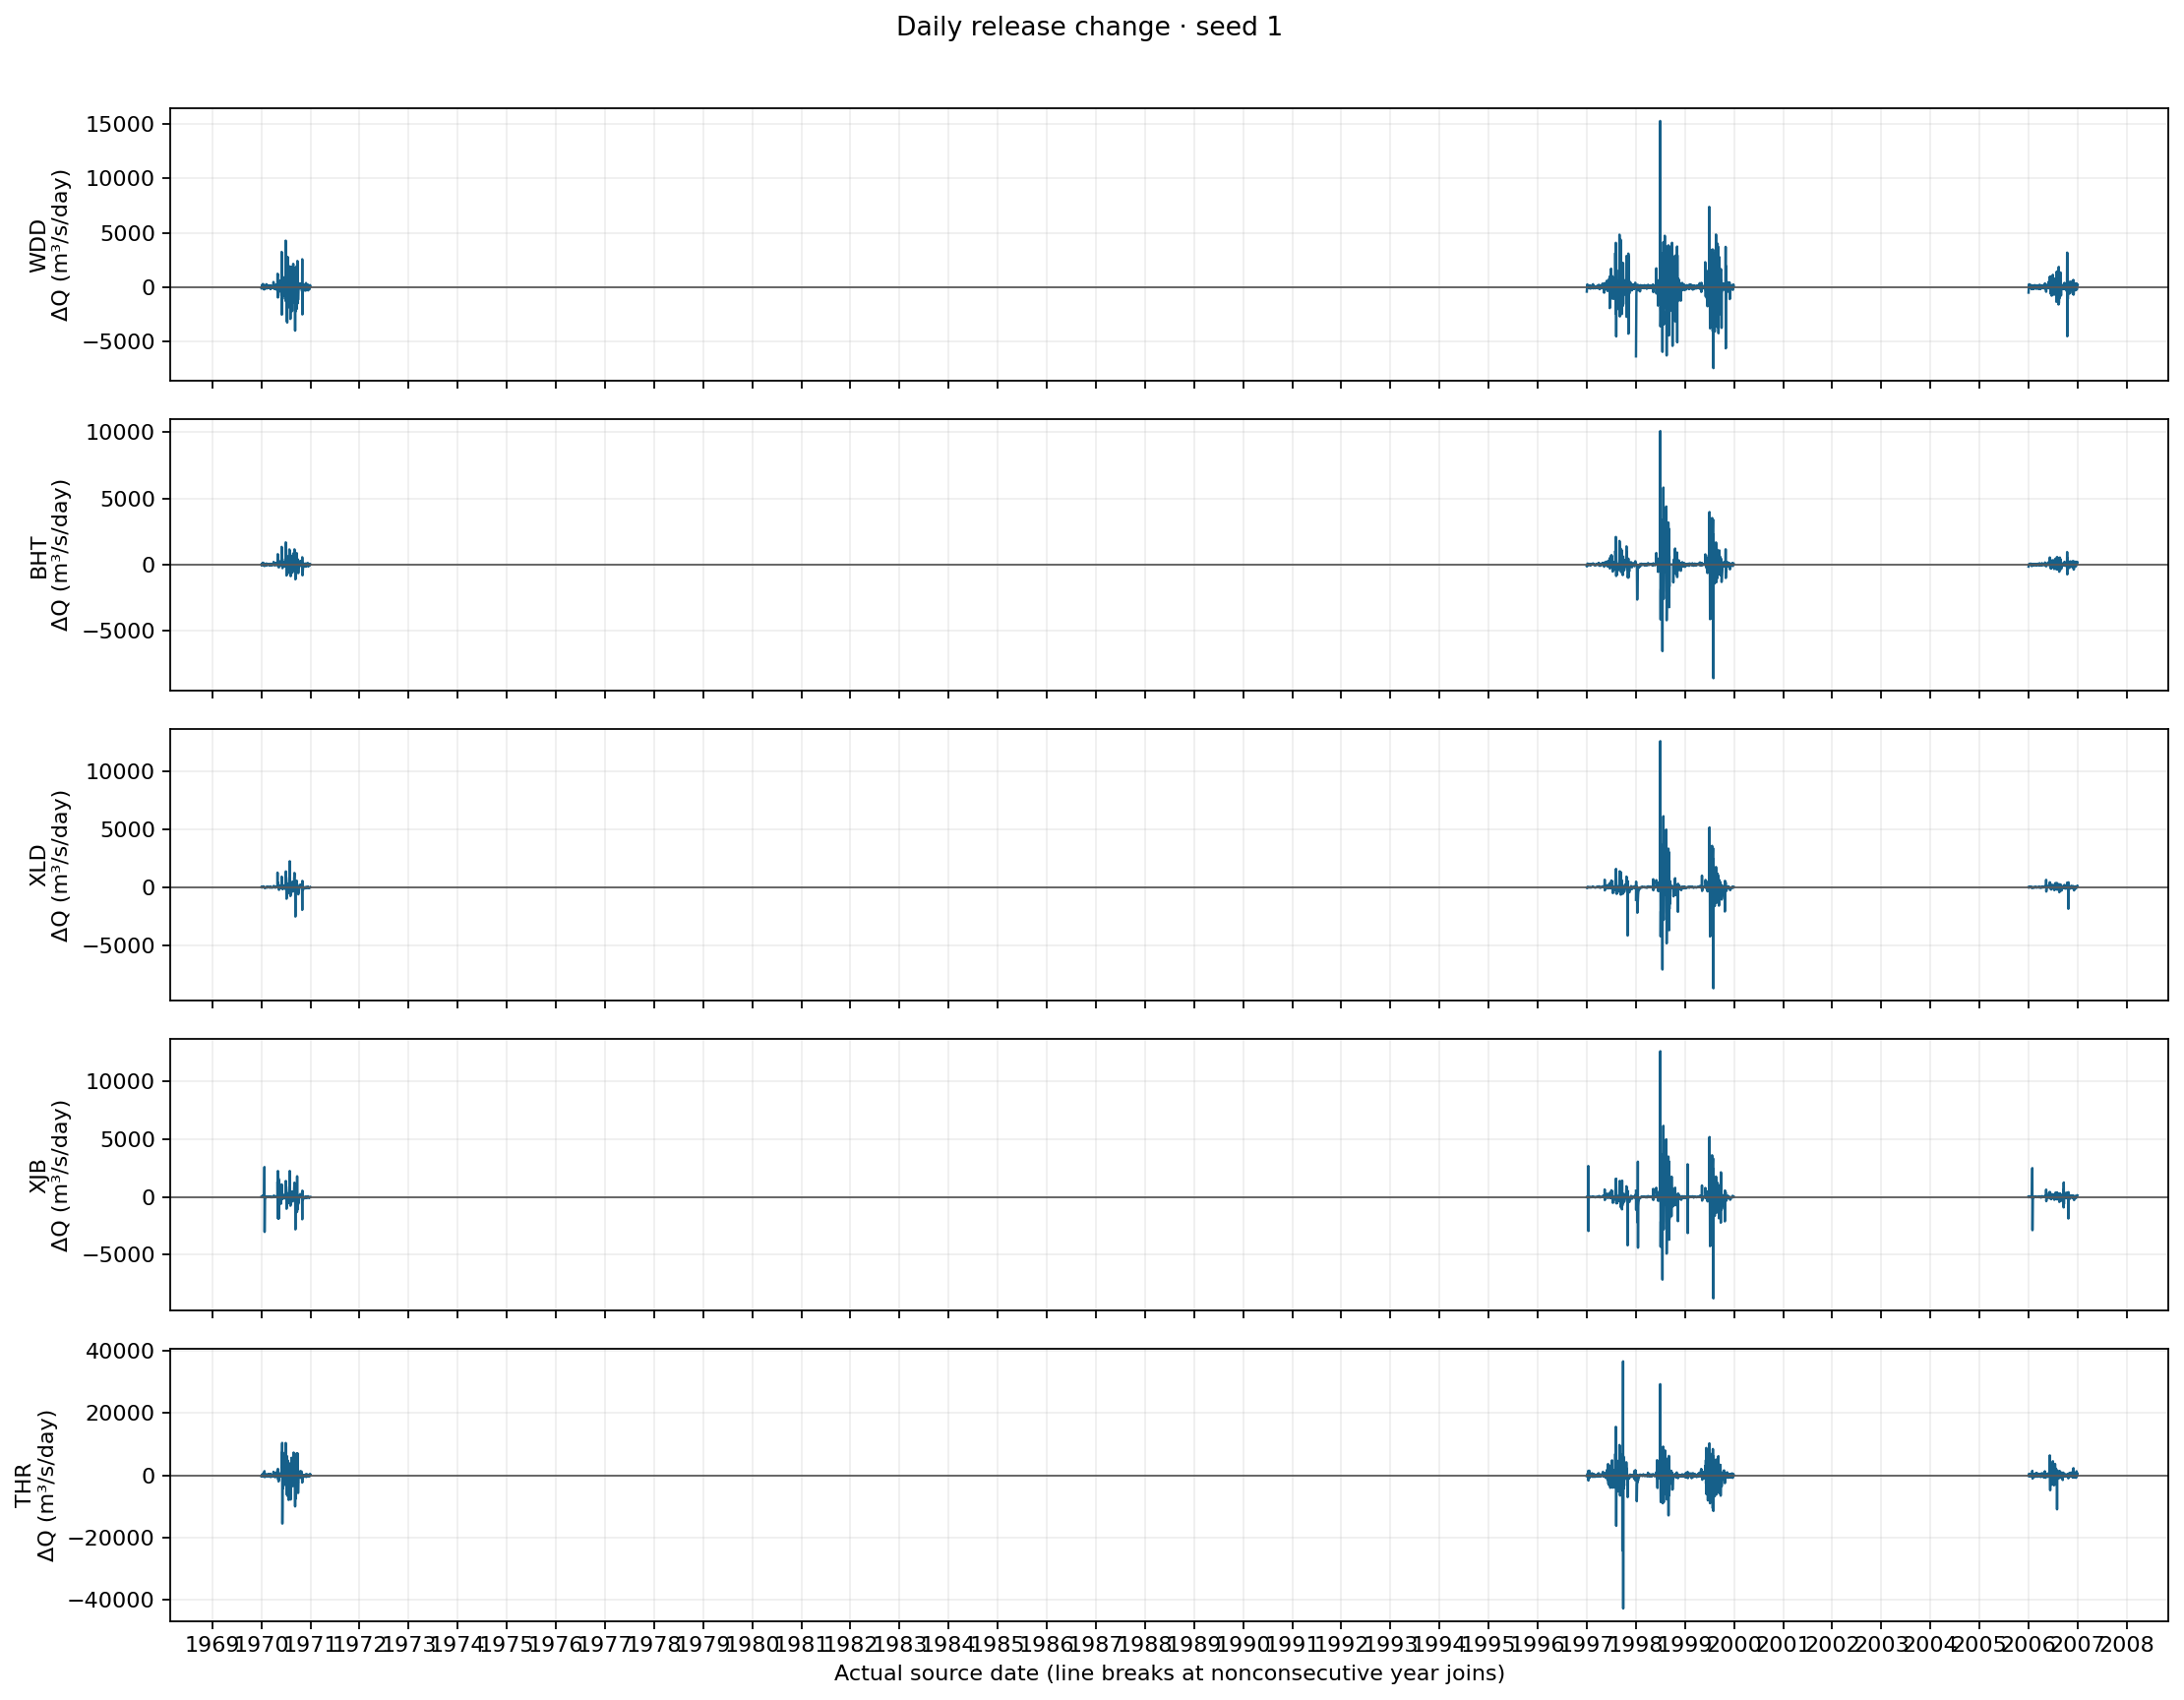 Daily release change · seed 1
15000
10000
5000
0
−5000
WDD
ΔQ (m³/s/day)
10000
5000
0
−5000
BHT
ΔQ (m³/s/day)
10000
5000
0
−5000
XLD
ΔQ (m³/s/day)
10000
5000
0
−5000
XJB
ΔQ (m³/s/day)
40000
20000
0
−20000
−40000
THR
ΔQ (m³/s/day)
1969 1970 1971 1972 1973 1974 1975 1976 1977 1978 1979 1980 1981 1982 1983 1984 1985 1986 1987 1988 1989 1990 1991 1992 1993 1994 1995 1996 1997 1998 1999 2000 2001 2002 2003 2004 2005 2006 2007 2008
Actual source date (line breaks at nonconsecutive year joins)